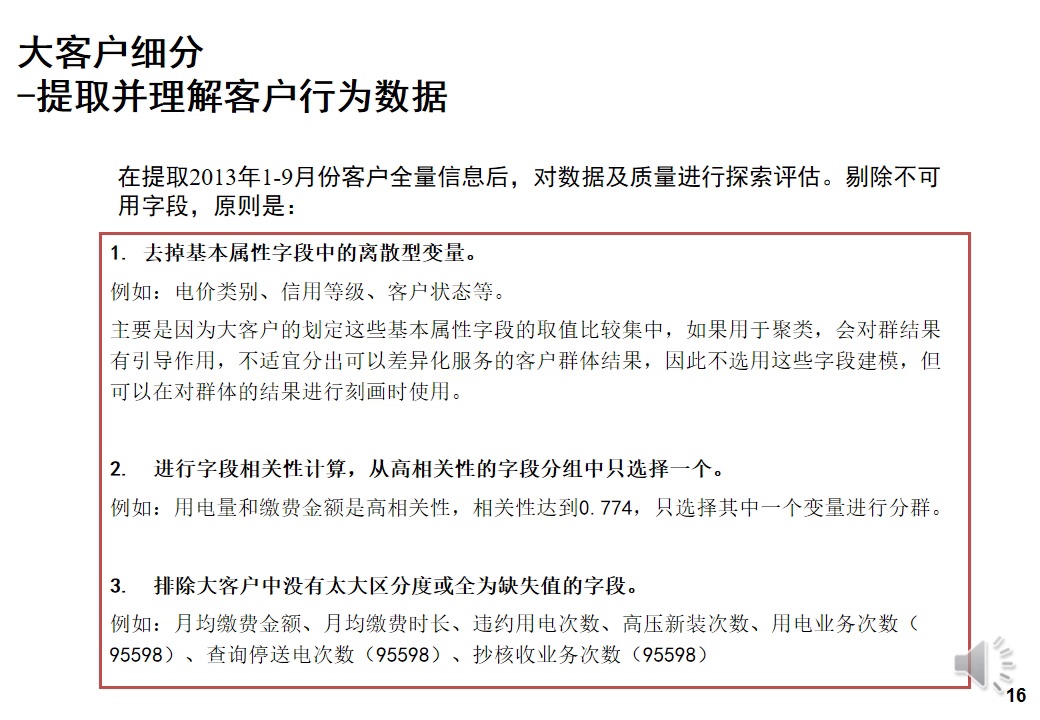 大客户细分
-提取并理解客户行为数据
在提取2013年1-9月份客户全量信息后，对数据及质量进行探索评估。剔除不可
用字段，原则是：
1. 去掉基本属性字段中的离散型变量。
例如：电价类别、信用等级、客户状态等。
主要是因为大客户的划定这些基本属性字段的取值比较集中，如果用于聚类，会对群结果
有引导作用，不适宜分出可以差异化服务的客户群体结果，因此不选用这些字段建模，但
可以在对群体的结果进行刻画时使用。
2. 进行字段相关性计算，从高相关性的字段分组中只选择一个。
例如：用电量和缴费金额是高相关性，相关性达到0.774，只选择其中一个变量进行分群。
3. 排除大客户中没有太大区分度或全为缺失值的字段。
例如：月均缴费金额、月均缴费时长、违约用电次数、高压新装次数、用电业务次数（
95598）、查询停送电次数（95598）、抄核收业务次数（95598）
16